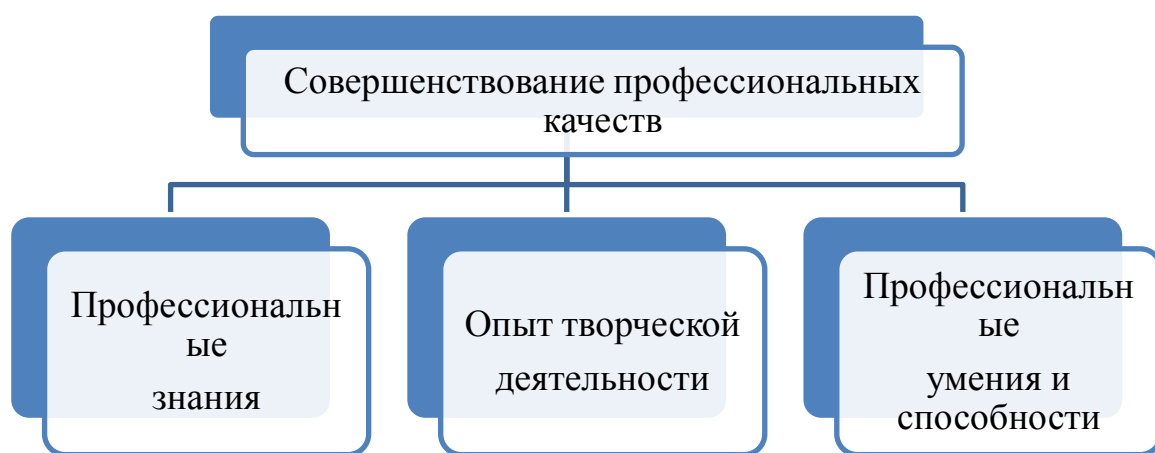 Совершенствование профессиональных
качеств
Профессиональн
ые
знания
Опыт творческой
деятельности
Профессиональн
ые
умения и
способности